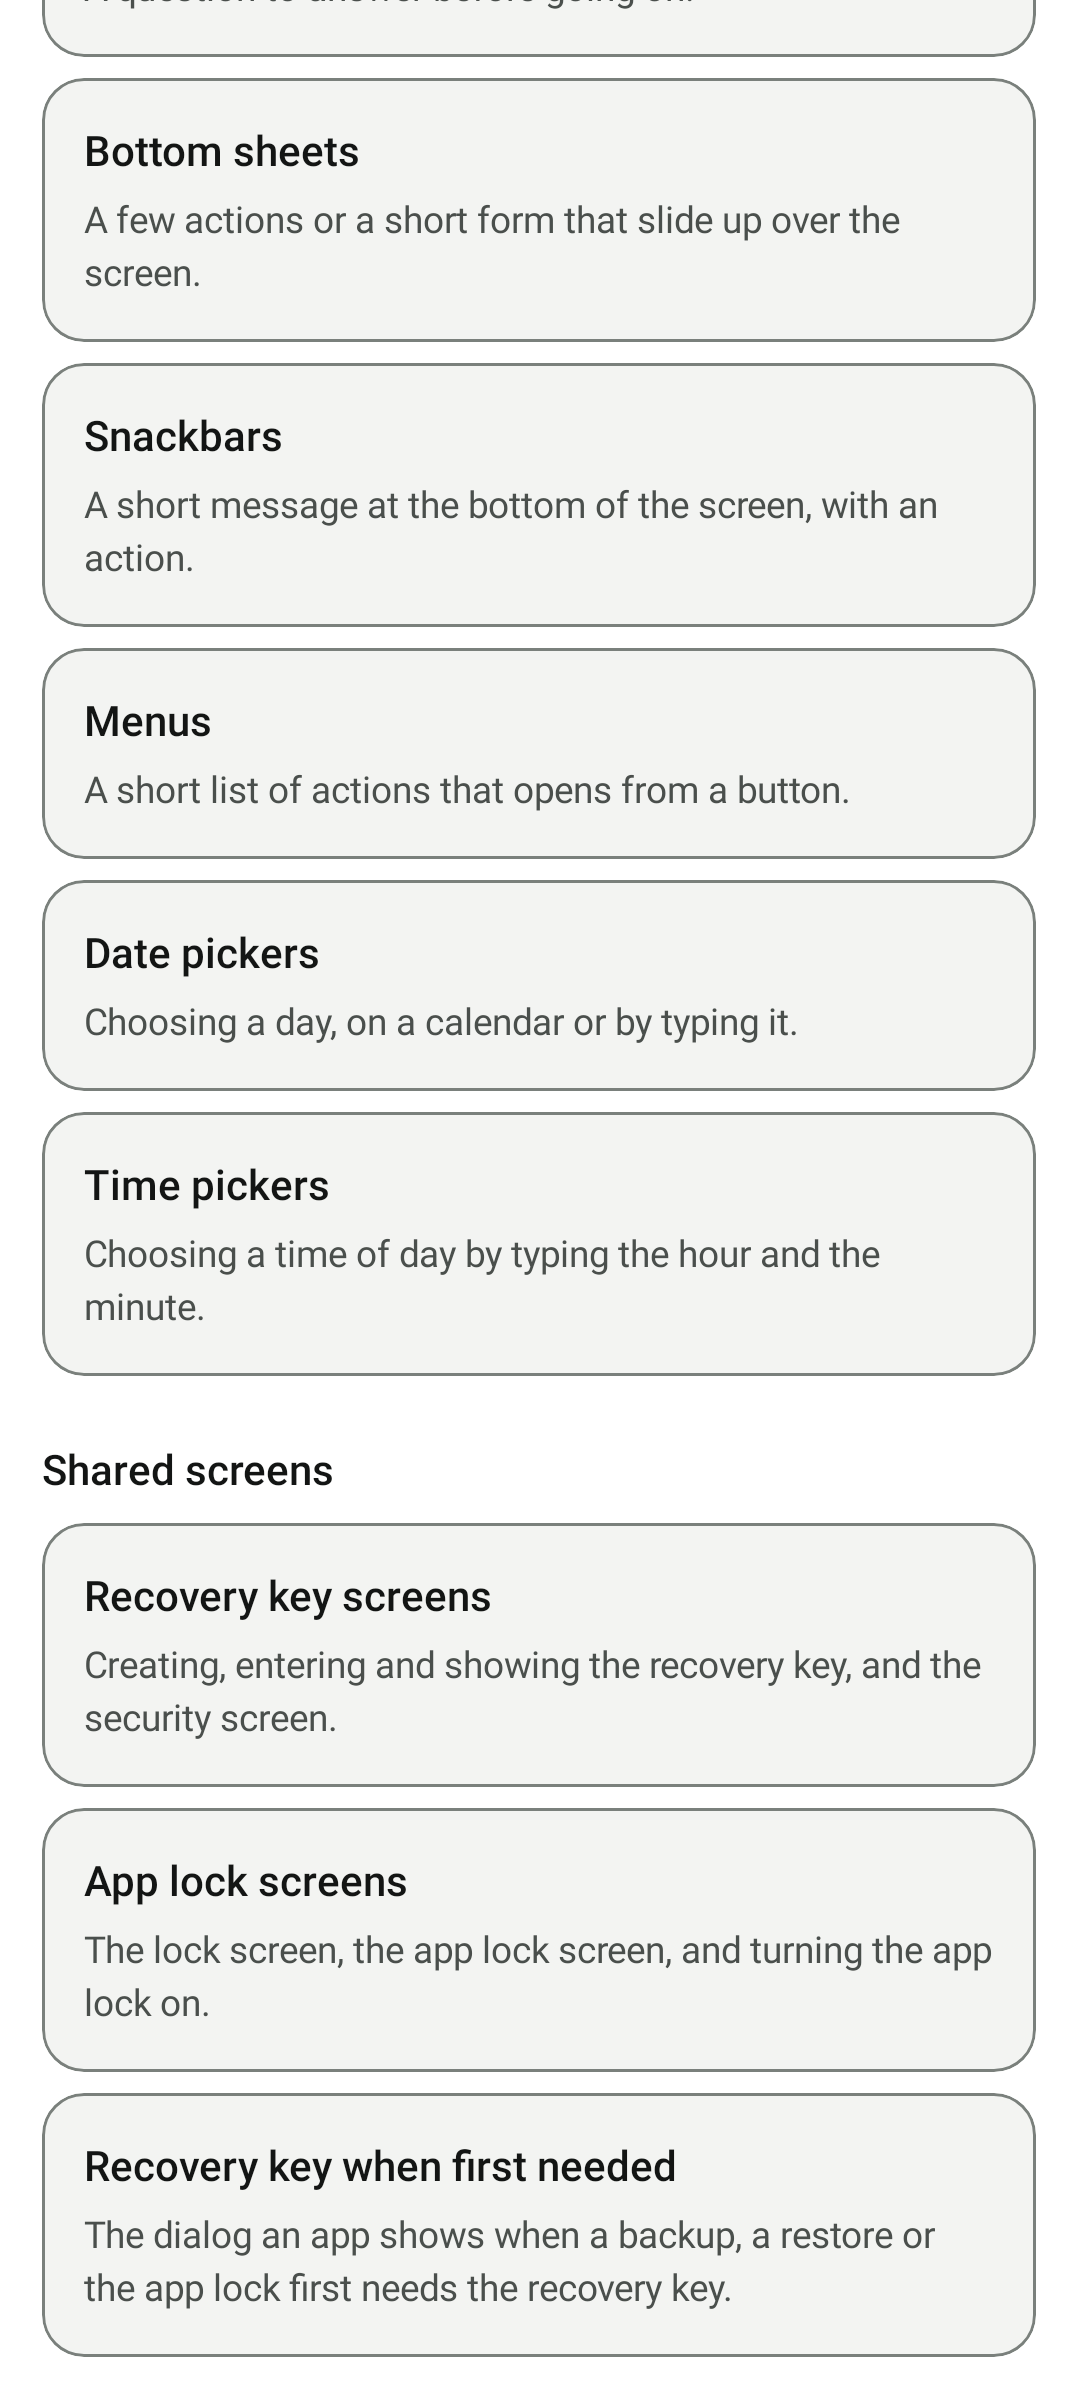 Bottom sheets
A few actions or a short form that slide up over the
screen.
Snackbars
A short message at the bottom of the screen, with an
action.
Menus
A short list of actions that opens from a button.
Date pickers
Choosing a day, on a calendar or by typing it.
Time pickers
Choosing a time of day by typing the hour and the
minute.
Shared screens
Recovery key screens
Creating, entering and showing the recovery key, and the
security screen.
App lock screens
The lock screen, the app lock screen, and turning the app
lock on.
Recovery key when first needed
The dialog an app shows when a backup, a restore or
the app lock first needs the recovery key.